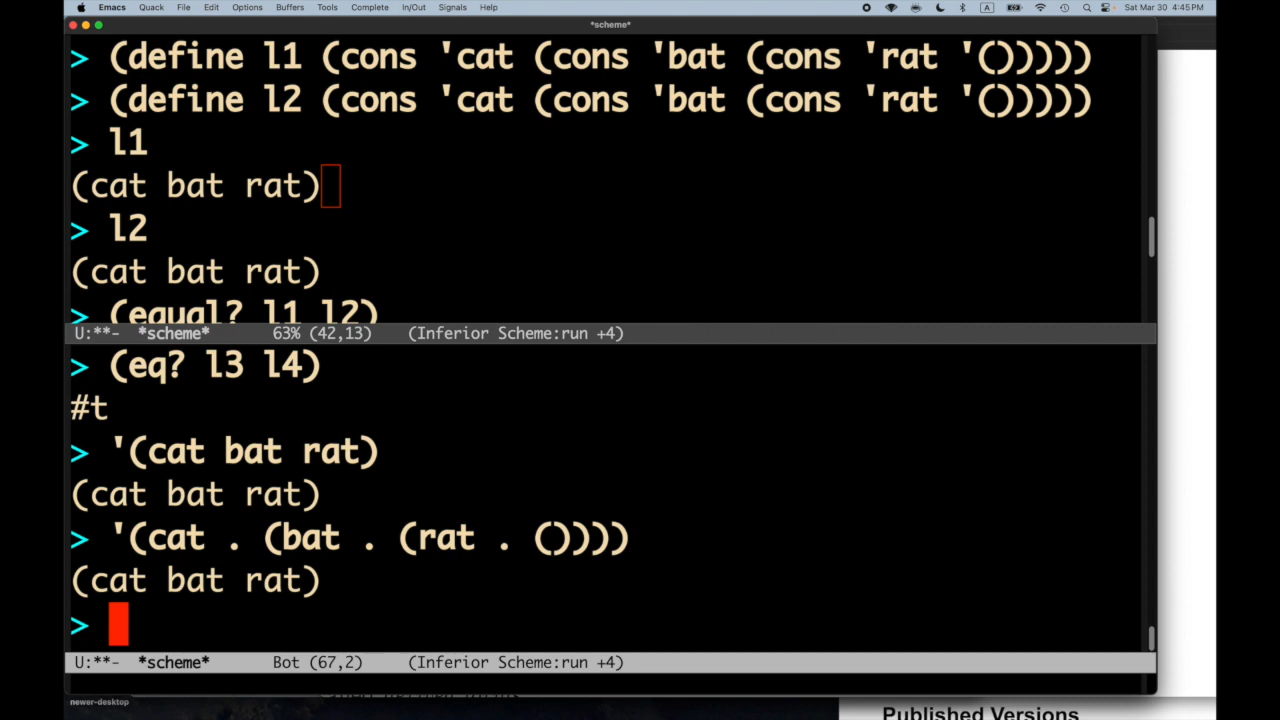 Emacs Quack File Edit Options Buffers Tools Complete In/Out Signals Help A Sat Mar 30 4:45 PM
*scheme*
> (define l1 (cons 'cat (cons 'bat (cons 'rat '()))))
> (define l2 (cons 'cat (cons 'bat (cons 'rat '()))))
> l1
(cat bat rat)
> l2
(cat bat rat)
> (equal? l1 l2)
U:**- *scheme* 63% (42,13) (Inferior Scheme:run +4)
> (eq? l3 l4)
#t
> '(cat bat rat)
(cat bat rat)
> '(cat . (bat . (rat . ())))
(cat bat rat)
>
U:**- *scheme* Bot (67,2) (Inferior Scheme:run +4)
newer-desktop
Published Versions